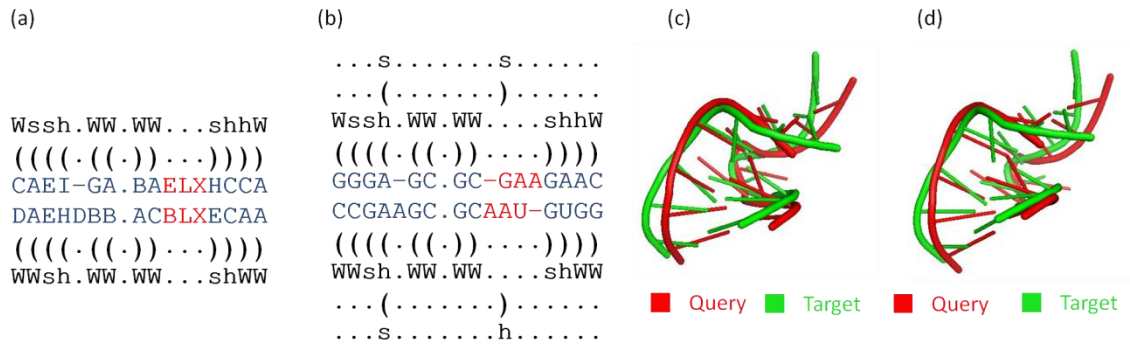 (a)
Wssh.WW.WW...shhW
((((.((.))...))))
CAEI-GA.BAELXHCCA
DAEHDBB.ACBLXECAA
((((.((.))...))))
WWsh.WW.WW...shWW
(b)
...s.......s......
...(.......)......
Wssh.WW.WW....shhW
((((.((.))....))))
GGGA-GC.GC-GAAGAAC
CCGAAGC.GCAAU-GUGG
((((.((.))....))))
WWsh.WW.WW....shWW
...(.......)......
...s.......h......
(c)
Query Target
(d)
Query Target